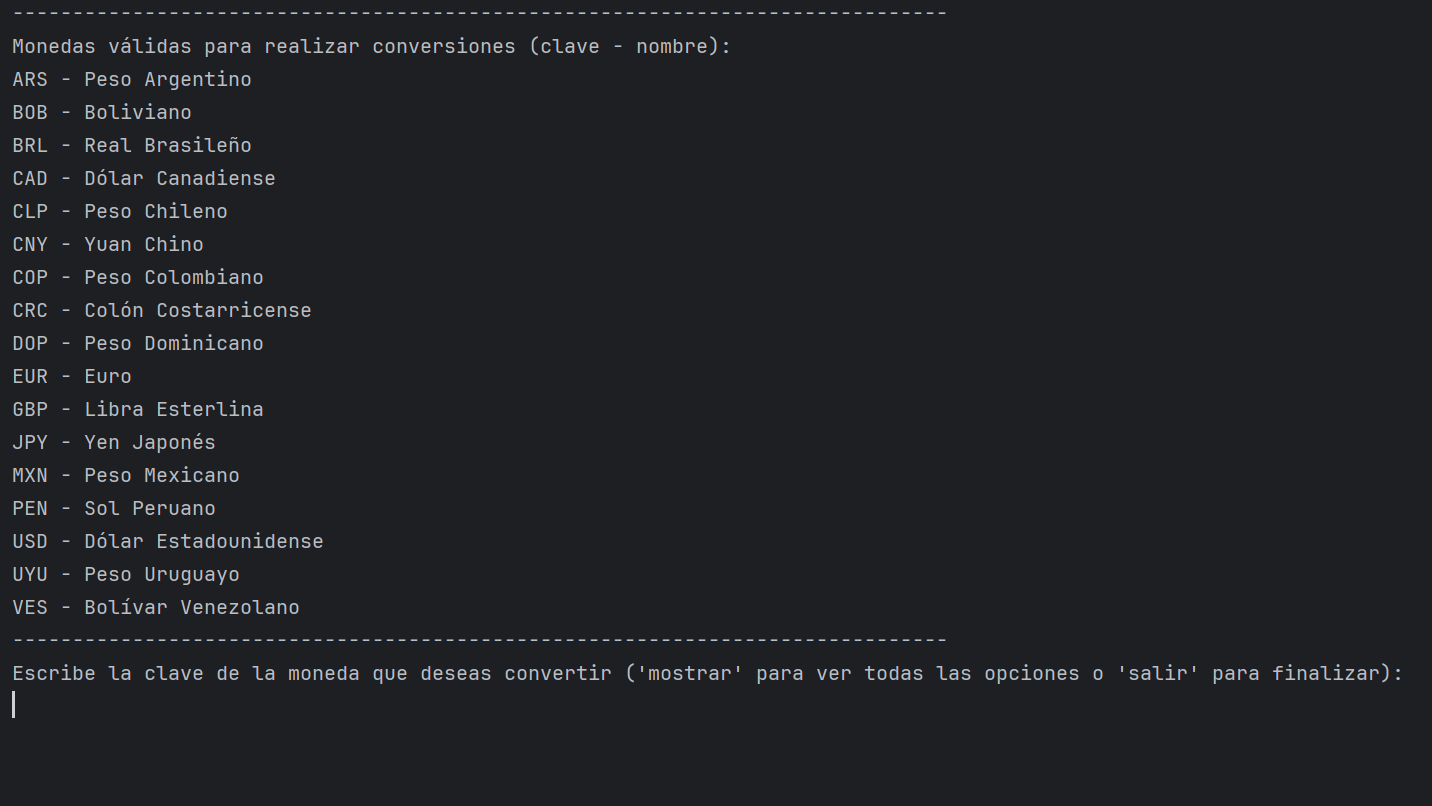 ------------------------------------------------------------------------------
Monedas válidas para realizar conversiones (clave - nombre):
ARS - Peso Argentino
BOB - Boliviano
BRL - Real Brasileño
CAD - Dólar Canadiense
CLP - Peso Chileno
CNY - Yuan Chino
COP - Peso Colombiano
CRC - Colón Costarricense
DOP - Peso Dominicano
EUR - Euro
GBP - Libra Esterlina
JPY - Yen Japonés
MXN - Peso Mexicano
PEN - Sol Peruano
USD - Dólar Estadounidense
UYU - Peso Uruguayo
VES - Bolívar Venezolano
------------------------------------------------------------------------------
Escribe la clave de la moneda que deseas convertir ('mostrar' para ver todas las opciones o 'salir' para finalizar):